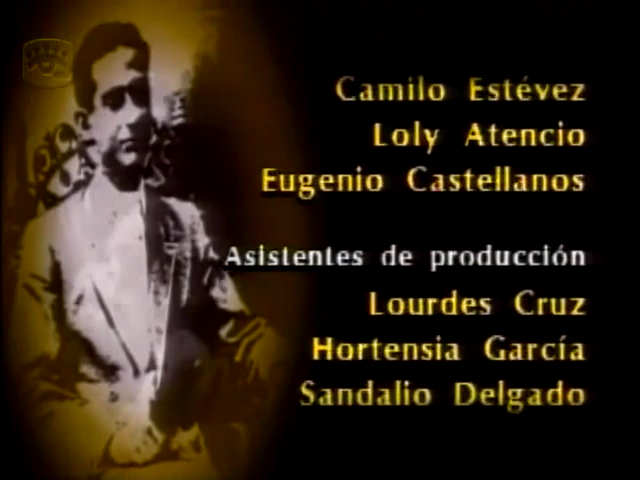 Camilo Estévez
Loly Atencio
Eugenio Castellanos
Asistentes de producción
Lourdes Cruz
Hortensia García
Sandalio Delgado